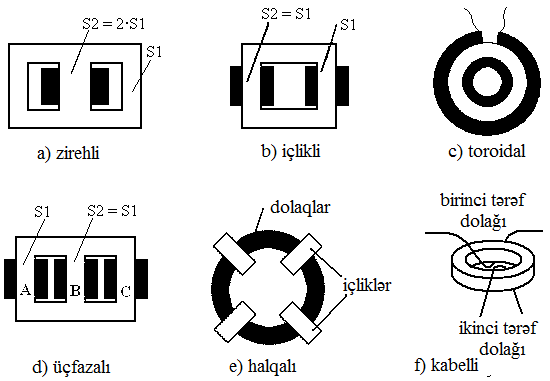 S2 = 2·S1
S1
a) zirehli
S2 = S1
S1
b) içlikli
c) toroidal
S1
S2 = S1
A
B
C
d) üçfazalı
dolaqlar
içliklər
e) halqalı
birinci tərəf
dolağı
ikinci tərəf
dolağı
f) kabelli